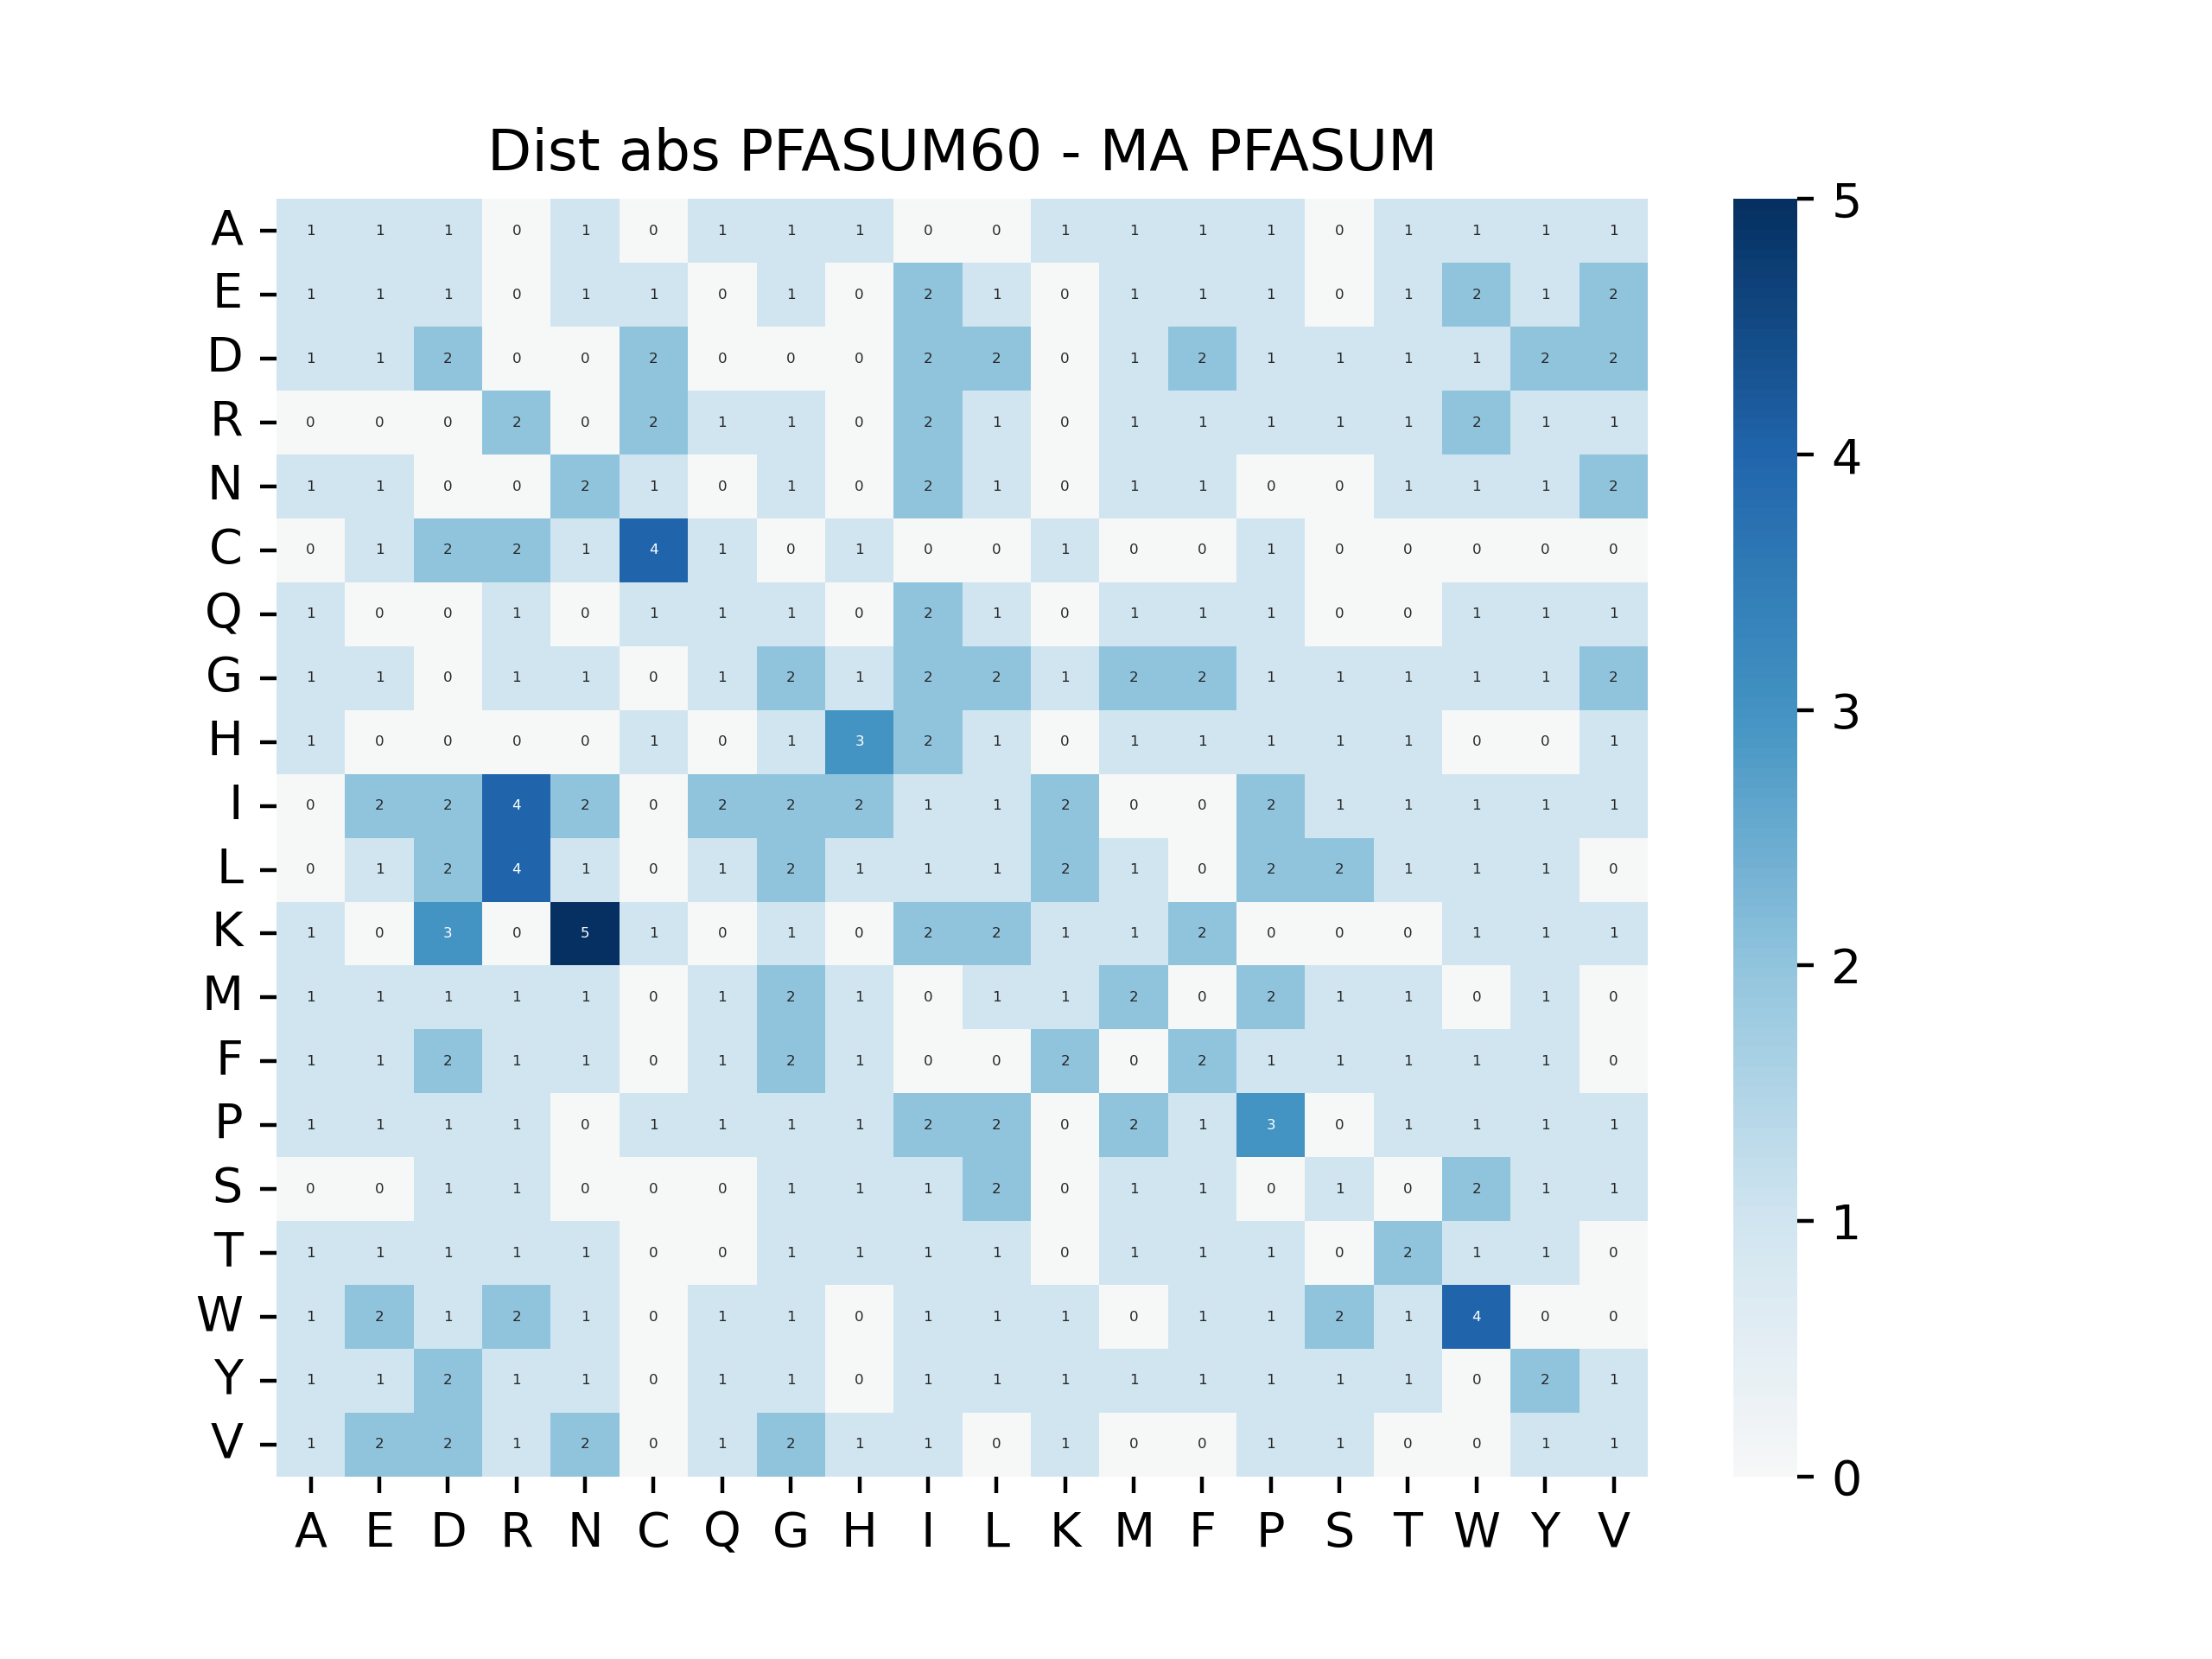 Dist abs PFASUM60 - MA PFASUM
A 1 1 1 0 1 0 1 1 1 0 0 1 1 1 1 0 1 1 1 1
E 1 1 1 0 1 1 0 1 0 2 1 0 1 1 1 0 1 2 1 2
D 1 1 2 0 0 2 0 0 0 2 2 0 1 2 1 1 1 1 2 2
R 0 0 0 2 0 2 1 1 0 2 1 0 1 1 1 1 1 2 1 1
N 1 1 0 0 2 1 0 1 0 2 1 0 1 1 0 0 1 1 1 2
C 0 1 2 2 1 4 1 0 1 0 0 1 0 0 1 0 0 0 0 0
Q 1 0 0 1 0 1 1 1 0 2 1 0 1 1 1 0 0 1 1 1
G 1 1 0 1 1 0 1 2 1 2 2 1 2 2 1 1 1 1 1 2
H 1 0 0 0 0 1 0 1 3 2 1 0 1 1 1 1 1 0 0 1
I 0 2 2 4 2 0 2 2 2 1 1 2 0 0 2 1 1 1 1 1
L 0 1 2 4 1 0 1 2 1 1 1 2 1 0 2 2 1 1 1 0
K 1 0 3 0 5 1 0 1 0 2 2 1 1 2 0 0 0 1 1 1
M 1 1 1 1 1 0 1 2 1 0 1 1 2 0 2 1 1 0 1 0
F 1 1 2 1 1 0 1 2 1 0 0 2 0 2 1 1 1 1 1 0
P 1 1 1 1 0 1 1 1 1 2 2 0 2 1 3 0 1 1 1 1
S 0 0 1 1 0 0 0 1 1 1 2 0 1 1 0 1 0 2 1 1
T 1 1 1 1 1 0 0 1 1 1 1 0 1 1 1 0 2 1 1 0
W 1 2 1 2 1 0 1 1 0 1 1 1 0 1 1 2 1 4 0 0
Y 1 1 2 1 1 0 1 1 0 1 1 1 1 1 1 1 1 0 2 1
V 1 2 2 1 2 0 1 2 1 1 0 1 0 0 1 1 0 0 1 1
A E D R N C Q G H I L K M F P S T W Y V
5
4
3
2
1
0